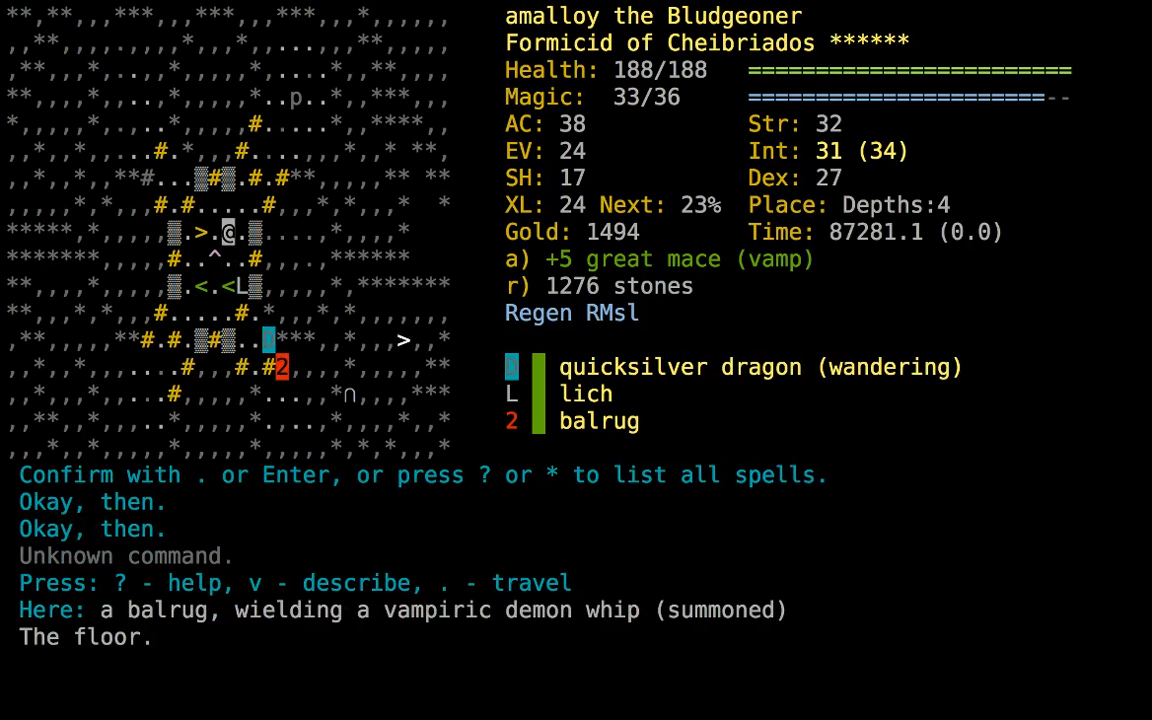 amalloy the Bludgeoner
Formicid of Cheibriados ******
Health: 188/188
Magic: 33/36
AC: 38 Str: 32
EV: 24 Int: 31 (34)
SH: 17 Dex: 27
XL: 24 Next: 23% Place: Depths:4
Gold: 1494 Time: 87281.1 (0.0)
a) +5 great mace (vamp)
r) 1276 stones
Regen RMsl
D quicksilver dragon (wandering)
L lich
2 balrug
Confirm with . or Enter, or press ? or * to list all spells.
Okay, then.
Okay, then.
Unknown command.
Press: ? - help, v - describe, . - travel
Here: a balrug, wielding a vampiric demon whip (summoned)
The floor.